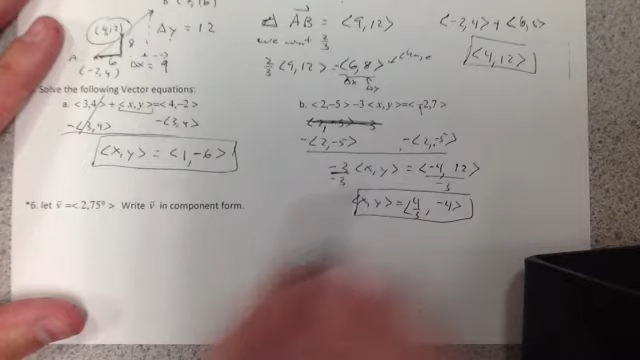 (4,12)
8
Δy = 12
6
Δx = 9
A
(-2,4)
AB = <9,12>
we want 2/3
2/3 <9,12> = <6,8>
Δx Δy
<-2,4> + <6,8>
<4,12>
Solve the following Vector equations:
a. <3,4> + <x,y>=<4,-2>
-<3,4> -<3,4>
<x,y> = <1,-6>
b. <2,-5> -3 <x,y>=< -2,7>
-<2,-5> -<2,-5>
-3/-3 <x,y> = <-4,12>/-3
<x,y> = <4/3, -4>
*6: let v̄ =< 2,75° > Write v̄ in component form.